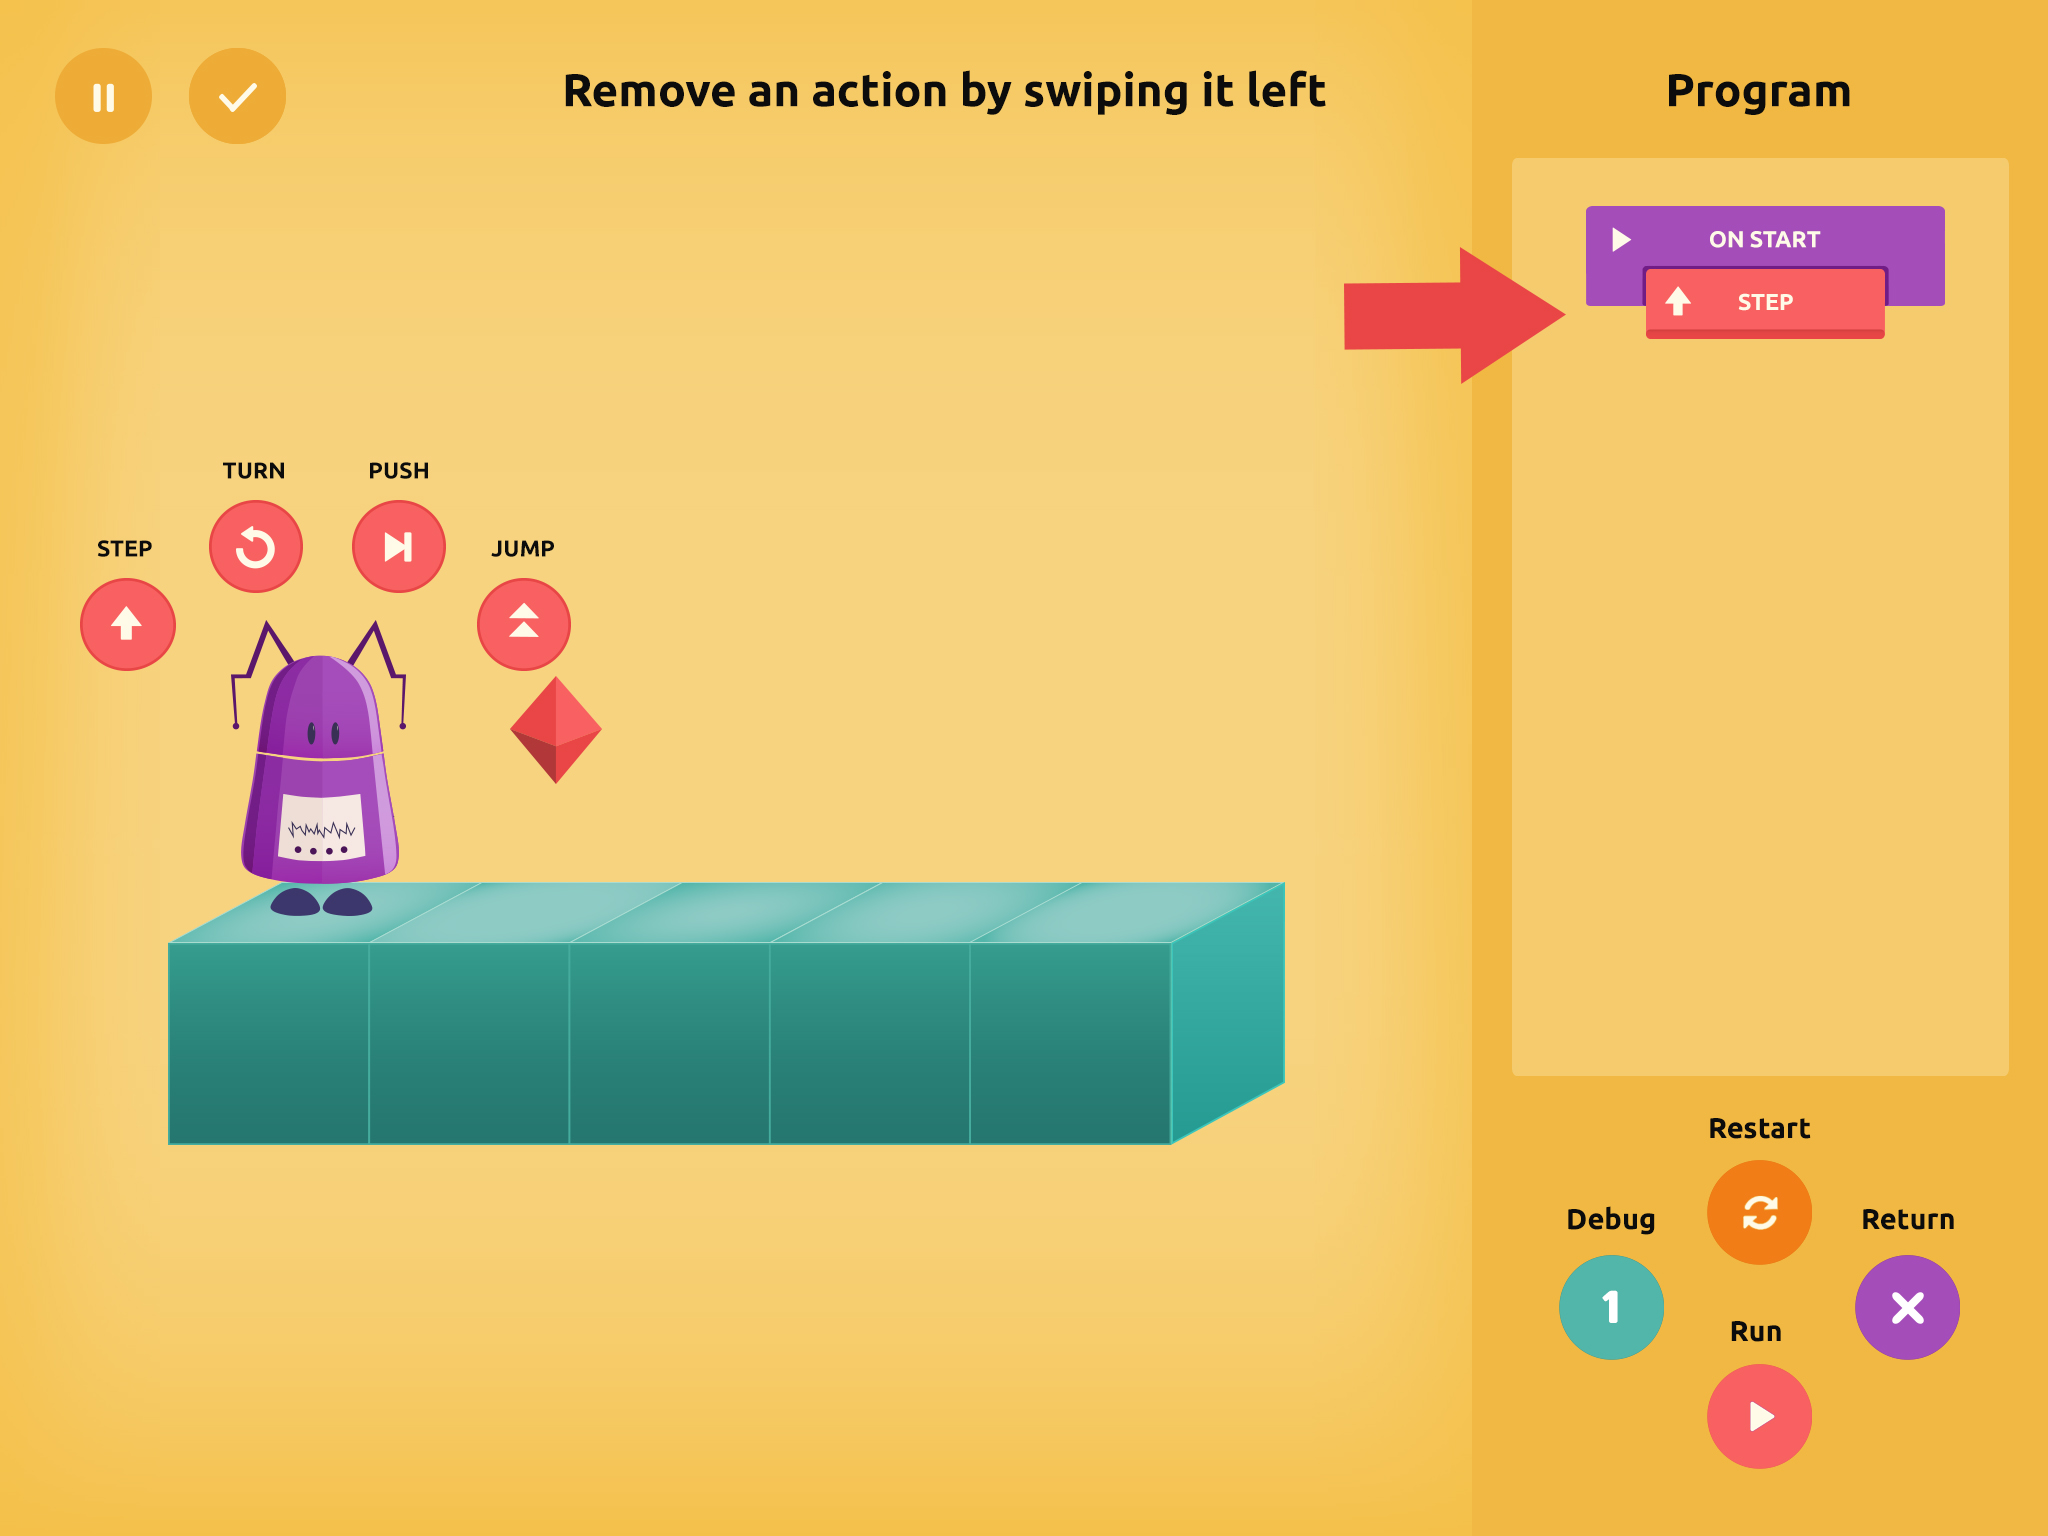 Remove an action by swiping it left
Program
ON START
STEP
TURN
PUSH
STEP
JUMP
Restart
Debug
Return
1
Run